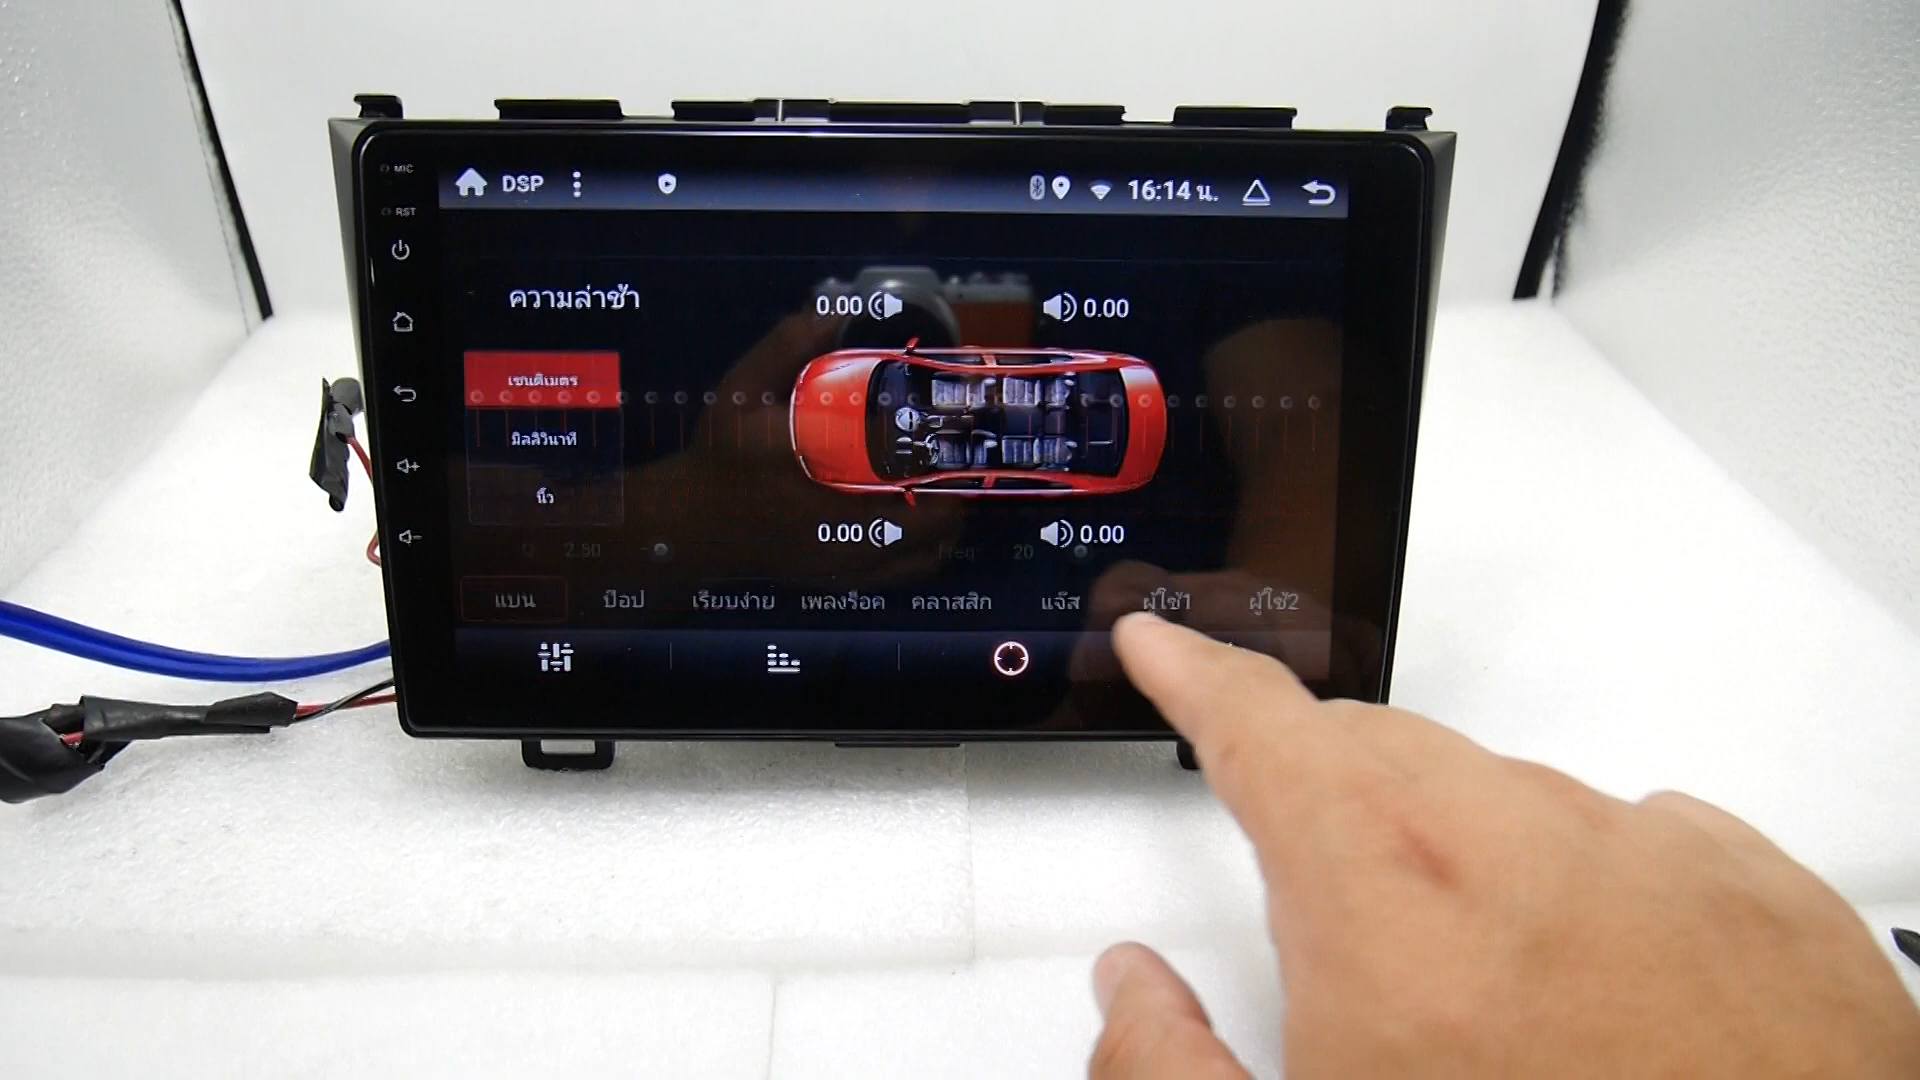 MIC
DSP
16:14 น.
RST
ความล่าช้า
0.00
0.00
เซนติเมตร
มิลลิวินาที
นิ้ว
0.00
0.00
Q 2.50
Freq 20
แบน ป๊อป เรียบง่าย เพลงร็อค คลาสสิก แจ๊ส ผู้ใช้1 ผู้ใช้2